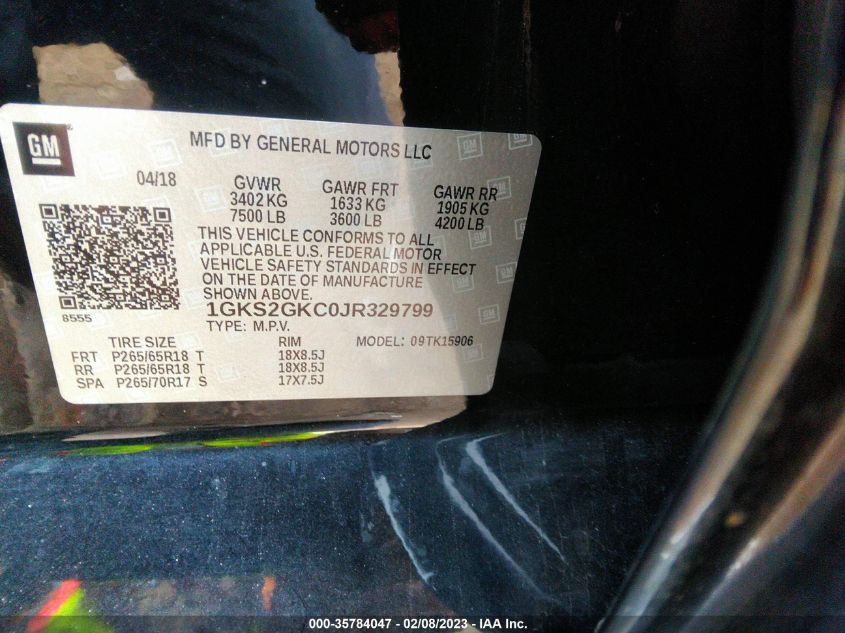 GM
MFD BY GENERAL MOTORS LLC
04/18
GVWR
3402 KG
7500 LB
GAWR FRT
1633 KG
3600 LB
GAWR RR
1905 KG
4200 LB
THIS VEHICLE CONFORMS TO ALL
APPLICABLE U.S. FEDERAL MOTOR
VEHICLE SAFETY STANDARDS IN EFFECT
ON THE DATE OF MANUFACTURE
SHOWN ABOVE.
8555
1GKS2GKC0JR329799
TYPE: M.P.V.
MODEL: 09TK15906
TIRE SIZE RIM
FRT P265/65R18 T 18X8.5J
RR P265/65R18 T 18X8.5J
SPA P265/70R17 S 17X7.5J
000-35784047 - 02/08/2023 - IAA Inc.